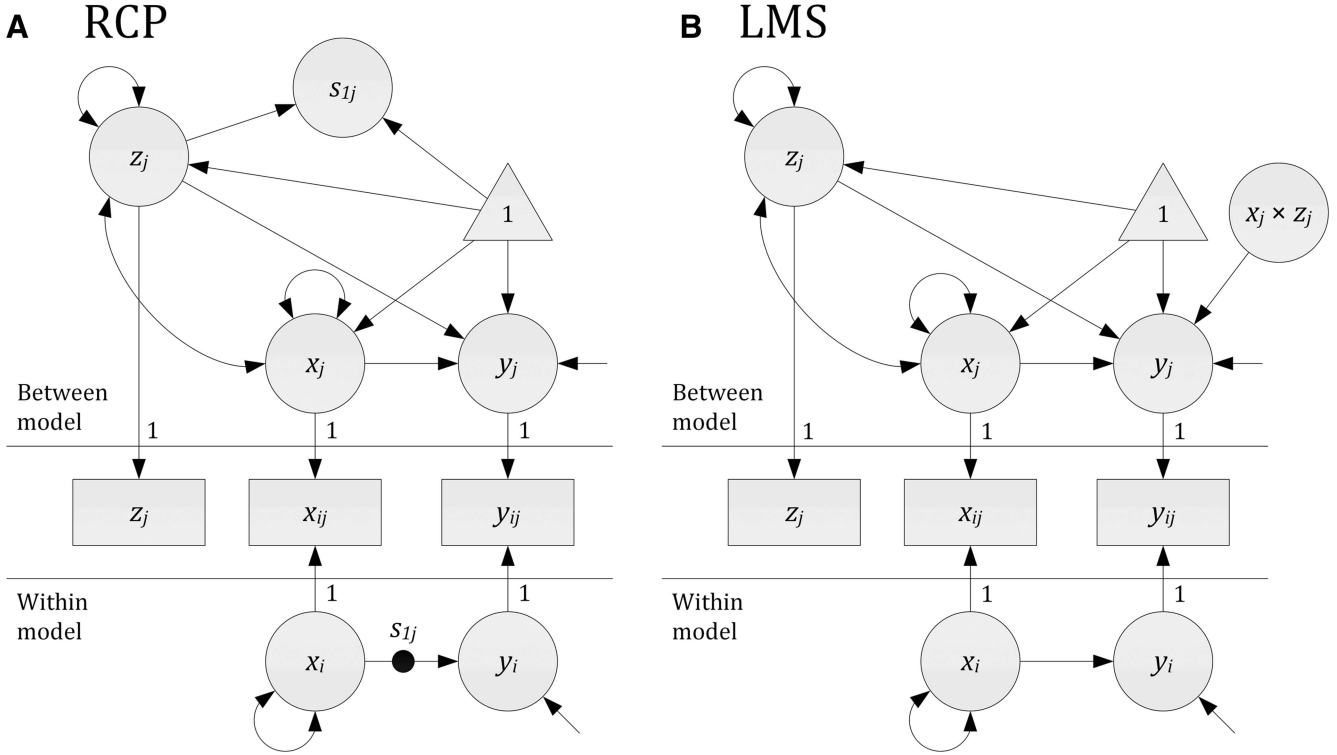 A RCP
s1j
zj
1
xj
yj
Between
model
1
1
1
zj
xij
yij
Within
model
1
1
s1j
xi
yi
B LMS
zj
1
xj × zj
xj
yj
Between
model
1
1
1
zj
xij
yij
Within
model
1
1
xi
yi